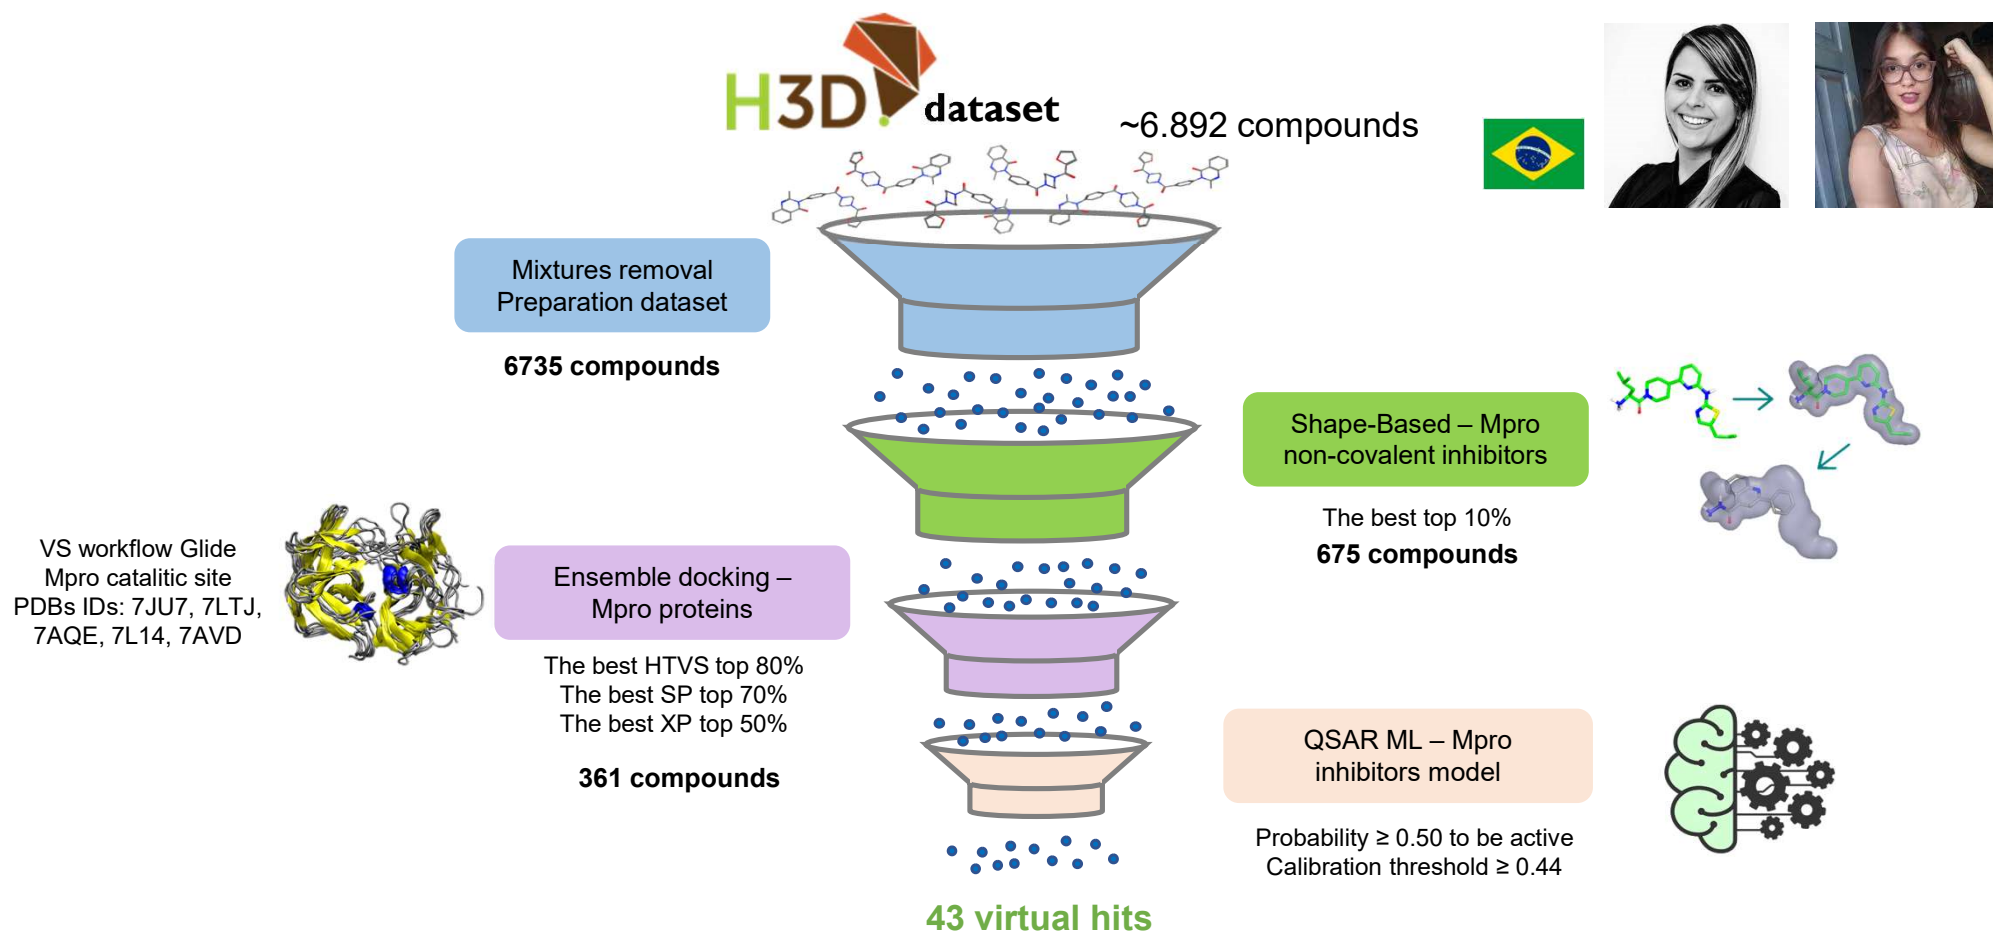 H3D
dataset
~6.892 compounds
Mixtures removal
Preparation dataset
6735 compounds
Shape-Based – Mpro
non-covalent inhibitors
The best top 10%
675 compounds
VS workflow Glide
Mpro catalitic site
PDBs IDs: 7JU7, 7LTJ,
7AQE, 7L14, 7AVD
Ensemble docking –
Mpro proteins
The best HTVS top 80%
The best SP top 70%
The best XP top 50%
361 compounds
QSAR ML – Mpro
inhibitors model
Probability ≥ 0.50 to be active
Calibration threshold ≥ 0.44
43 virtual hits